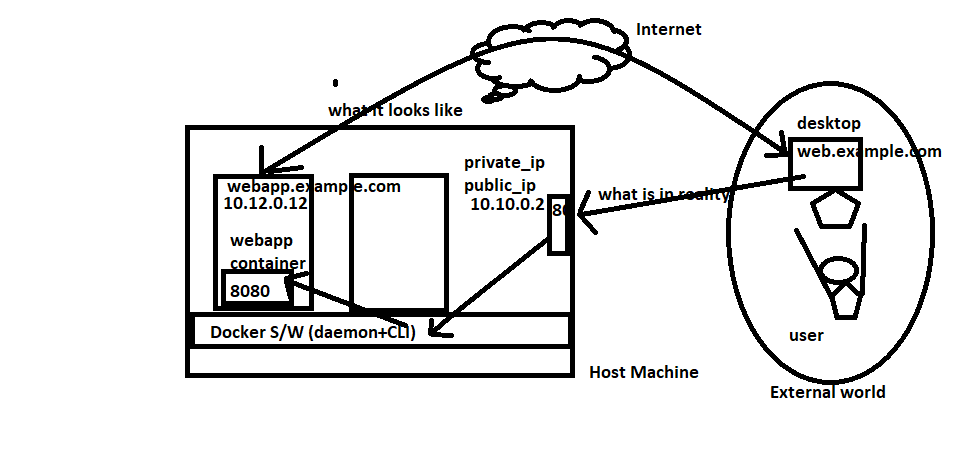 Internet
what it looks like
desktop
web.example.com
private_ip
public_ip
10.10.0.2
80
webapp.example.com
10.12.0.12
what is in reality
webapp
container
8080
Docker S/W (daemon+CLI)
user
Host Machine
External world